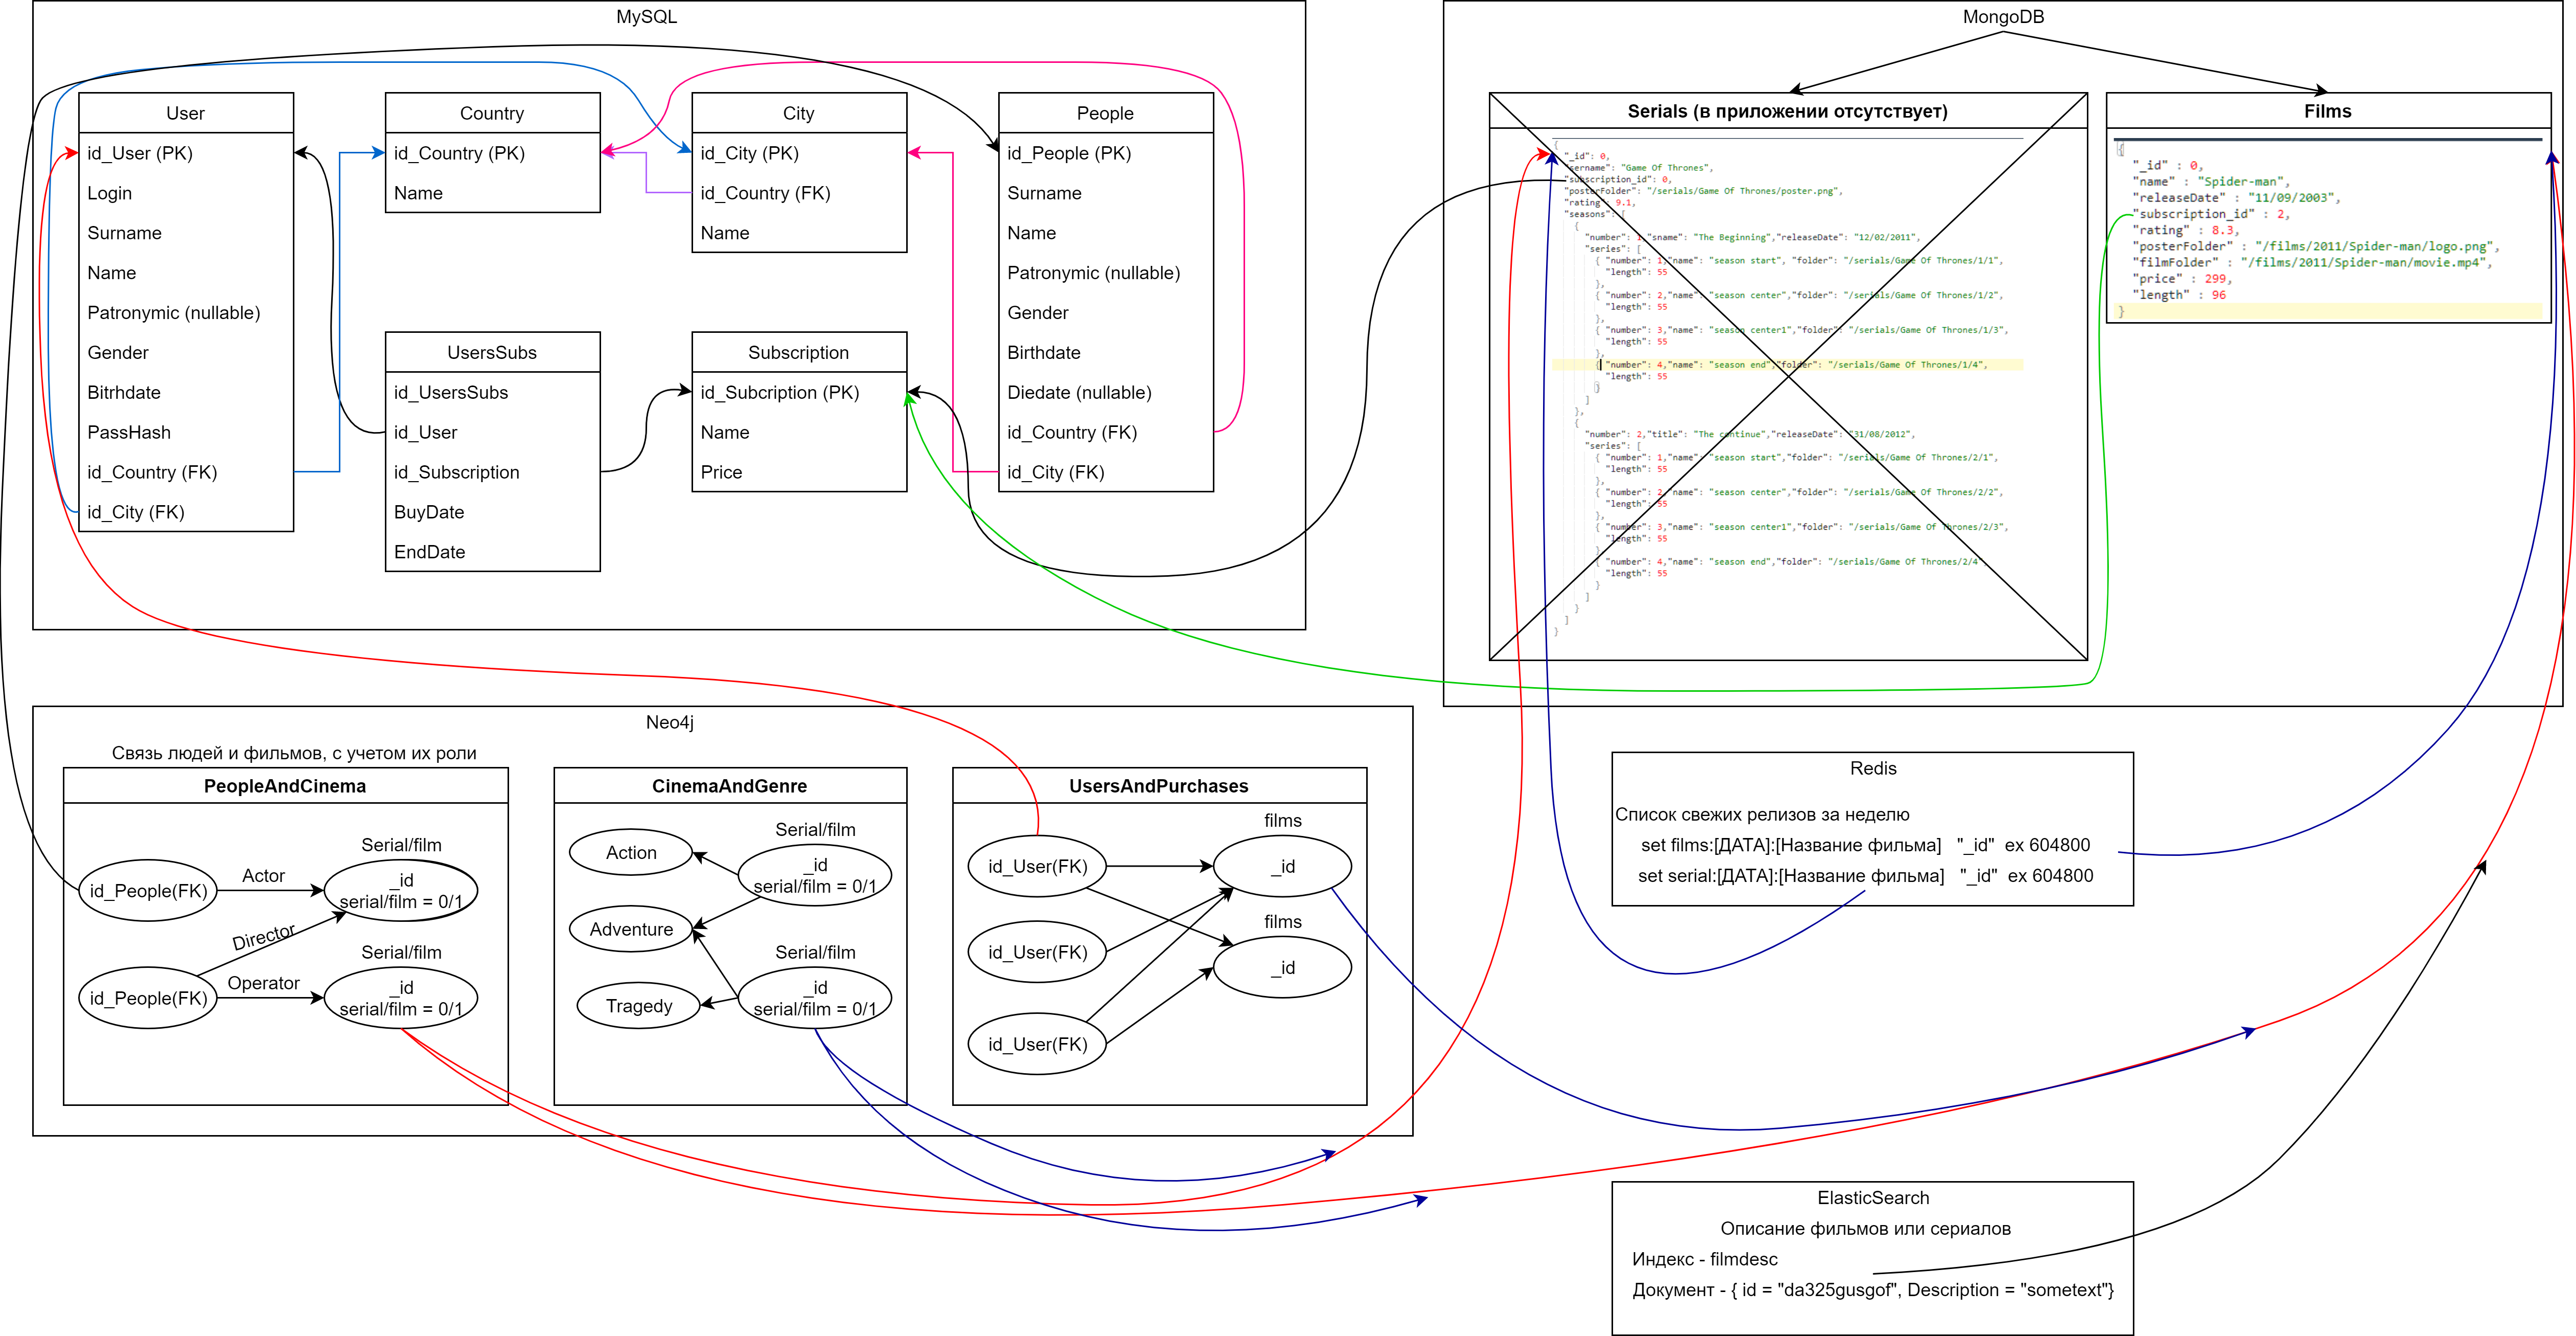 MySQL
User
id_User (PK)
Login
Surname
Name
Patronymic (nullable)
Gender
Bitrhdate
PassHash
id_Country (FK)
id_City (FK)
Country
id_Country (PK)
Name
City
id_City (PK)
id_Country (FK)
Name
People
id_People (PK)
Surname
Name
Patronymic (nullable)
Gender
Birthdate
Diedate (nullable)
id_Country (FK)
id_City (FK)
UsersSubs
id_UsersSubs
id_User
id_Subscription
BuyDate
EndDate
Subscription
id_Subcription (PK)
Name
Price
MongoDB
Serials (в приложении отсутствует)
{
"_id": 0,
"sername": "Game Of Thrones",
"subscription_id": 0,
"posterFolder": "/serials/Game Of Thrones/poster.png",
"rating": 9.1,
"seasons": [
{
"number": 1,"sname": "The Beginning","releaseDate": "12/02/2011",
"series": [
{ "number": 1,"name": "season start", "folder": "/serials/Game Of Thrones/1/1",
"length": 55
},
{ "number": 2,"name": "season center","folder": "/serials/Game Of Thrones/1/2",
"length": 55
},
{ "number": 3,"name": "season center1","folder": "/serials/Game Of Thrones/1/3",
"length": 55
},
{ "number": 4,"name": "season end","folder": "/serials/Game Of Thrones/1/4",
"length": 55
}
]
},
{
"number": 2,"title": "The continue","releaseDate": "31/08/2012",
"series": [
{ "number": 1,"name": "season start","folder": "/serials/Game Of Thrones/2/1",
"length": 55
},
{ "number": 2,"name": "season center","folder": "/serials/Game Of Thrones/2/2",
"length": 55
},
{ "number": 3,"name": "season center1","folder": "/serials/Game Of Thrones/2/3",
"length": 55
},
{ "number": 4,"name": "season end","folder": "/serials/Game Of Thrones/2/4"
"length": 55
}
]
}
]
}
Films
{
"_id" : 0,
"name" : "Spider-man",
"releaseDate" : "11/09/2003",
"subscription_id" : 2,
"rating" : 8.3,
"posterFolder" : "/films/2011/Spider-man/logo.png",
"filmFolder" : "/films/2011/Spider-man/movie.mp4",
"price" : 299,
"length" : 96
}
Neo4j
Связь людей и фильмов, с учетом их роли
PeopleAndCinema
id_People(FK)
Actor
Serial/film
_id
serial/film = 0/1
Director
id_People(FK)
Operator
Serial/film
_id
serial/film = 0/1
CinemaAndGenre
Action
Adventure
Tragedy
Serial/film
_id
serial/film = 0/1
Serial/film
_id
serial/film = 0/1
UsersAndPurchases
id_User(FK)
id_User(FK)
id_User(FK)
films
_id
films
_id
Redis
Список свежих релизов за неделю
set films:[ДАТА]:[Название фильма] "_id" ex 604800
set serial:[ДАТА]:[Название фильма] "_id" ex 604800
ElasticSearch
Описание фильмов или сериалов
Индекс - filmdesc
Документ - { id = "da325gusgof", Description = "sometext"}